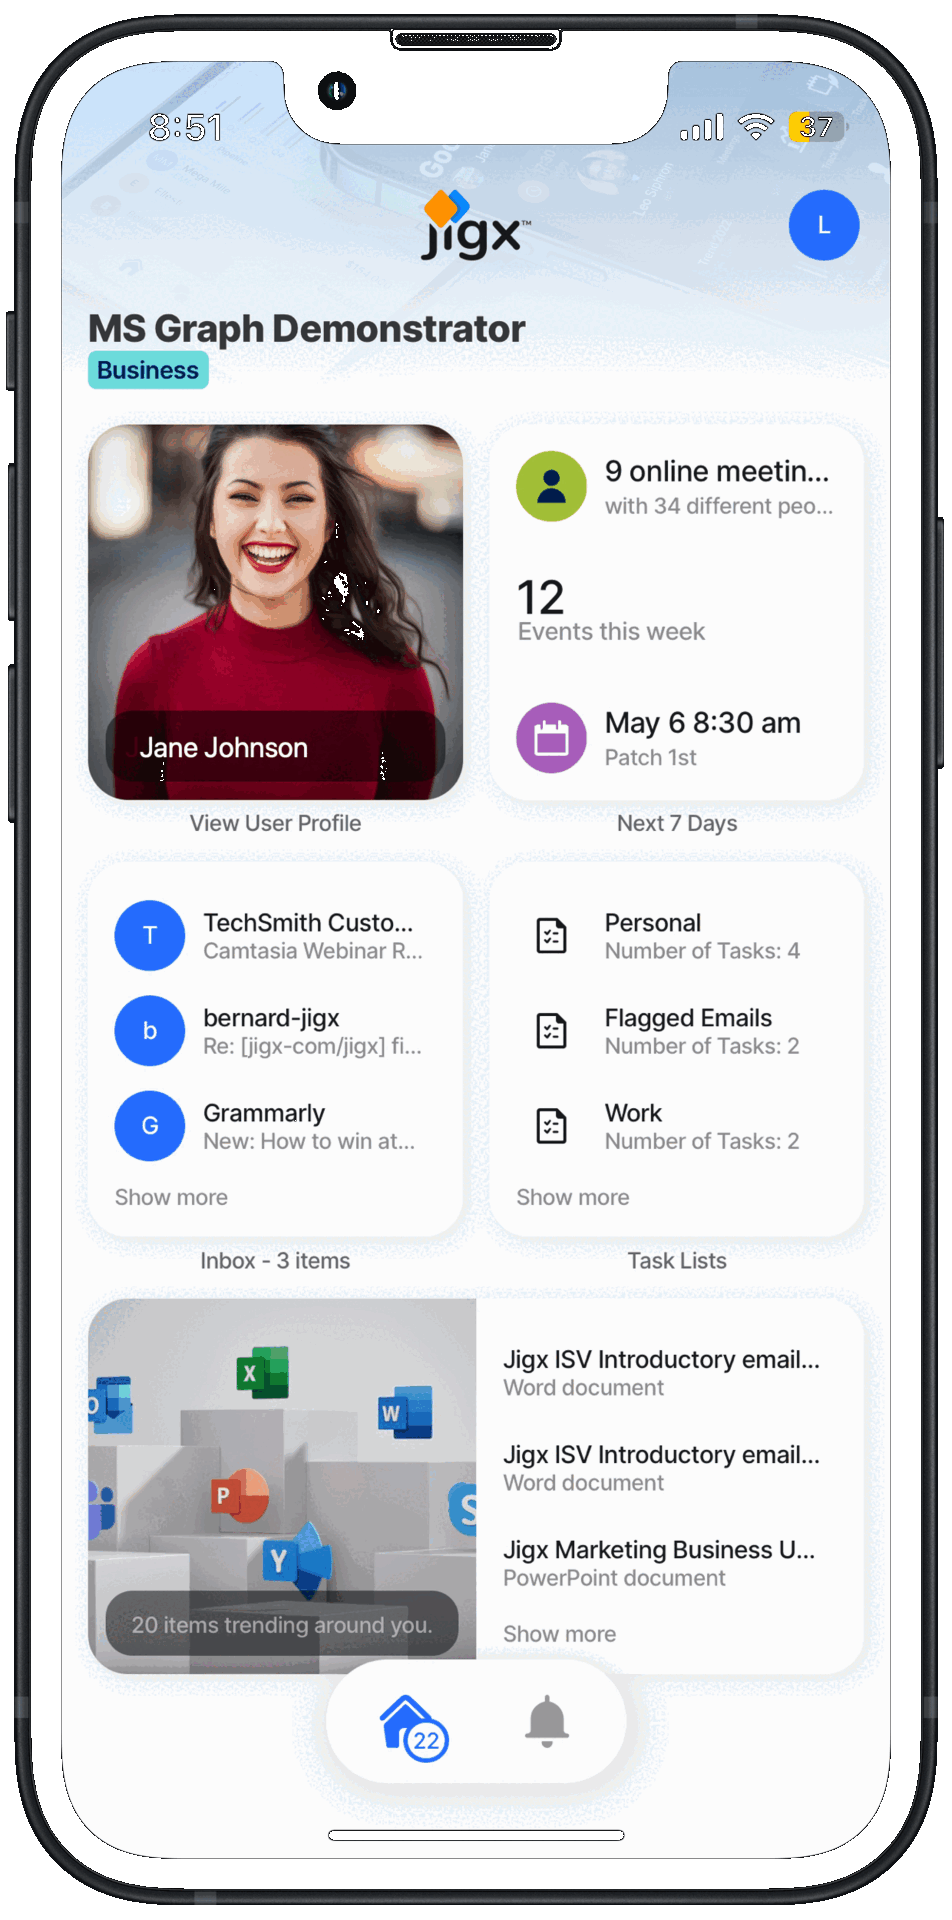 8:51
37
jigx™
L
MS Graph Demonstrator
Business
Jane Johnson
View User Profile
9 online meetin...
with 34 different peo...
12
Events this week
May 6 8:30 am
Patch 1st
Next 7 Days
T
TechSmith Custo...
Camtasia Webinar R...
b
bernard-jigx
Re: [jigx-com/jigx] fi...
G
Grammarly
New: How to win at...
Show more
Inbox - 3 items
Personal
Number of Tasks: 4
Flagged Emails
Number of Tasks: 2
Work
Number of Tasks: 2
Show more
Task Lists
X
W
P
S
Y
20 items trending around you.
Jigx ISV Introductory email...
Word document
Jigx ISV Introductory email...
Word document
Jigx Marketing Business U...
PowerPoint document
Show more
22